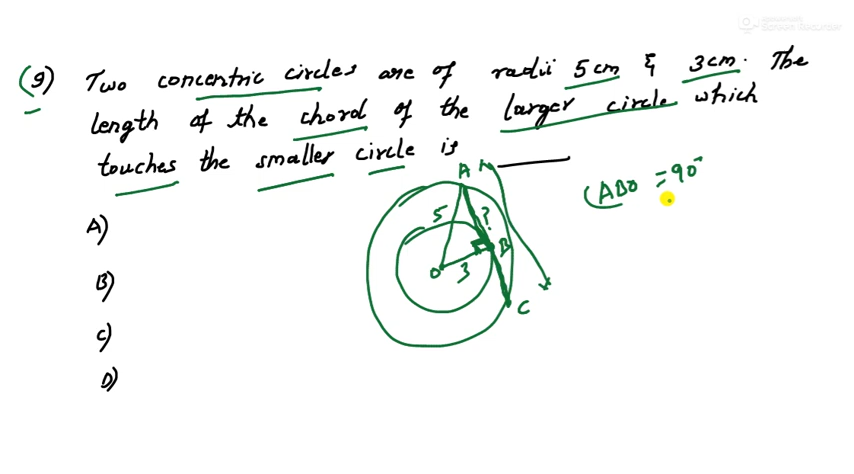 (9) Two concentric circles are of radii 5cm & 3cm. The
length of the chord of the larger circle which
touches the smaller circle is ______
A)
B)
C)
D)
A
5
?
B
O
3
C
∠ABO = 90°